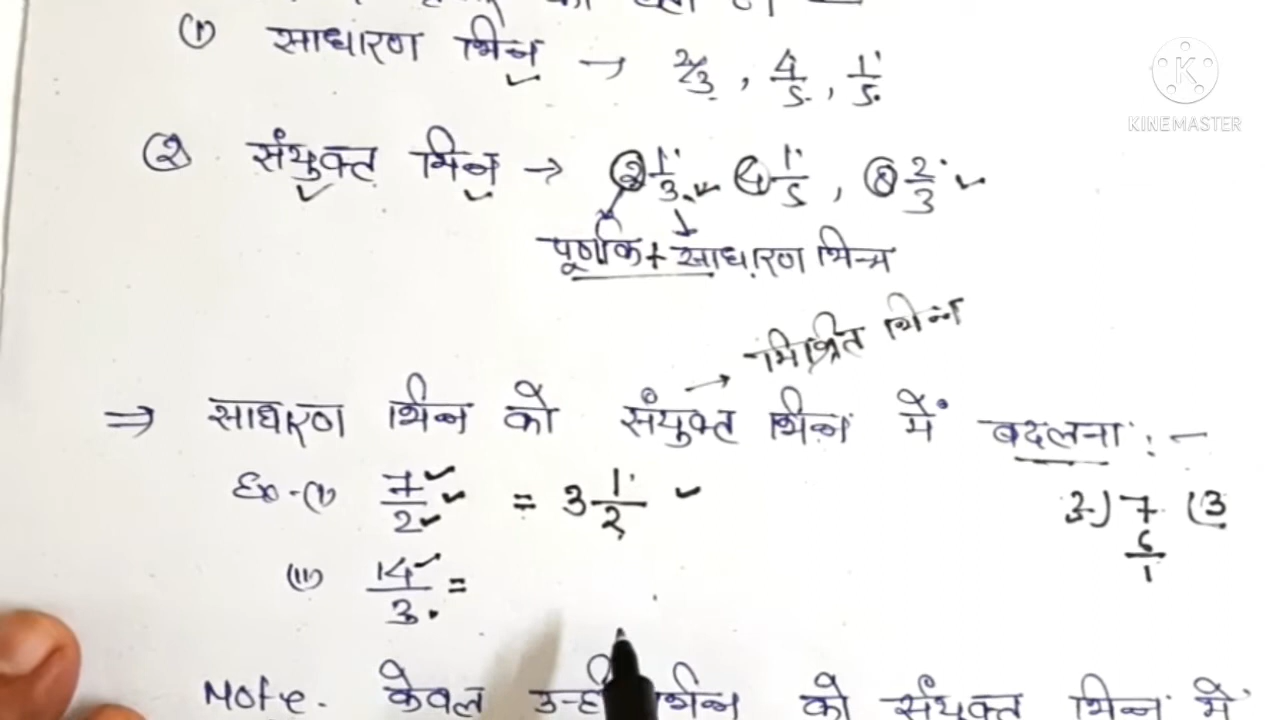 ① साधारण भिन्न → 2/3, 4/5, 1/5
KINEMASTER
② संयुक्त भिन्न → 2 1/3, 4 1/5, 8 2/3
पूर्णांक + साधारण भिन्न
→ मिश्रित भिन्न
⇒ साधारण भिन्न को संयुक्त भिन्न में बदलना :-
Ex-(i) 7/2 = 3 1/2
2) 7 (3
6
1
(ii) 14/3 =
Note. केवल उन्हीं भिन्न को संयुक्त भिन्न में